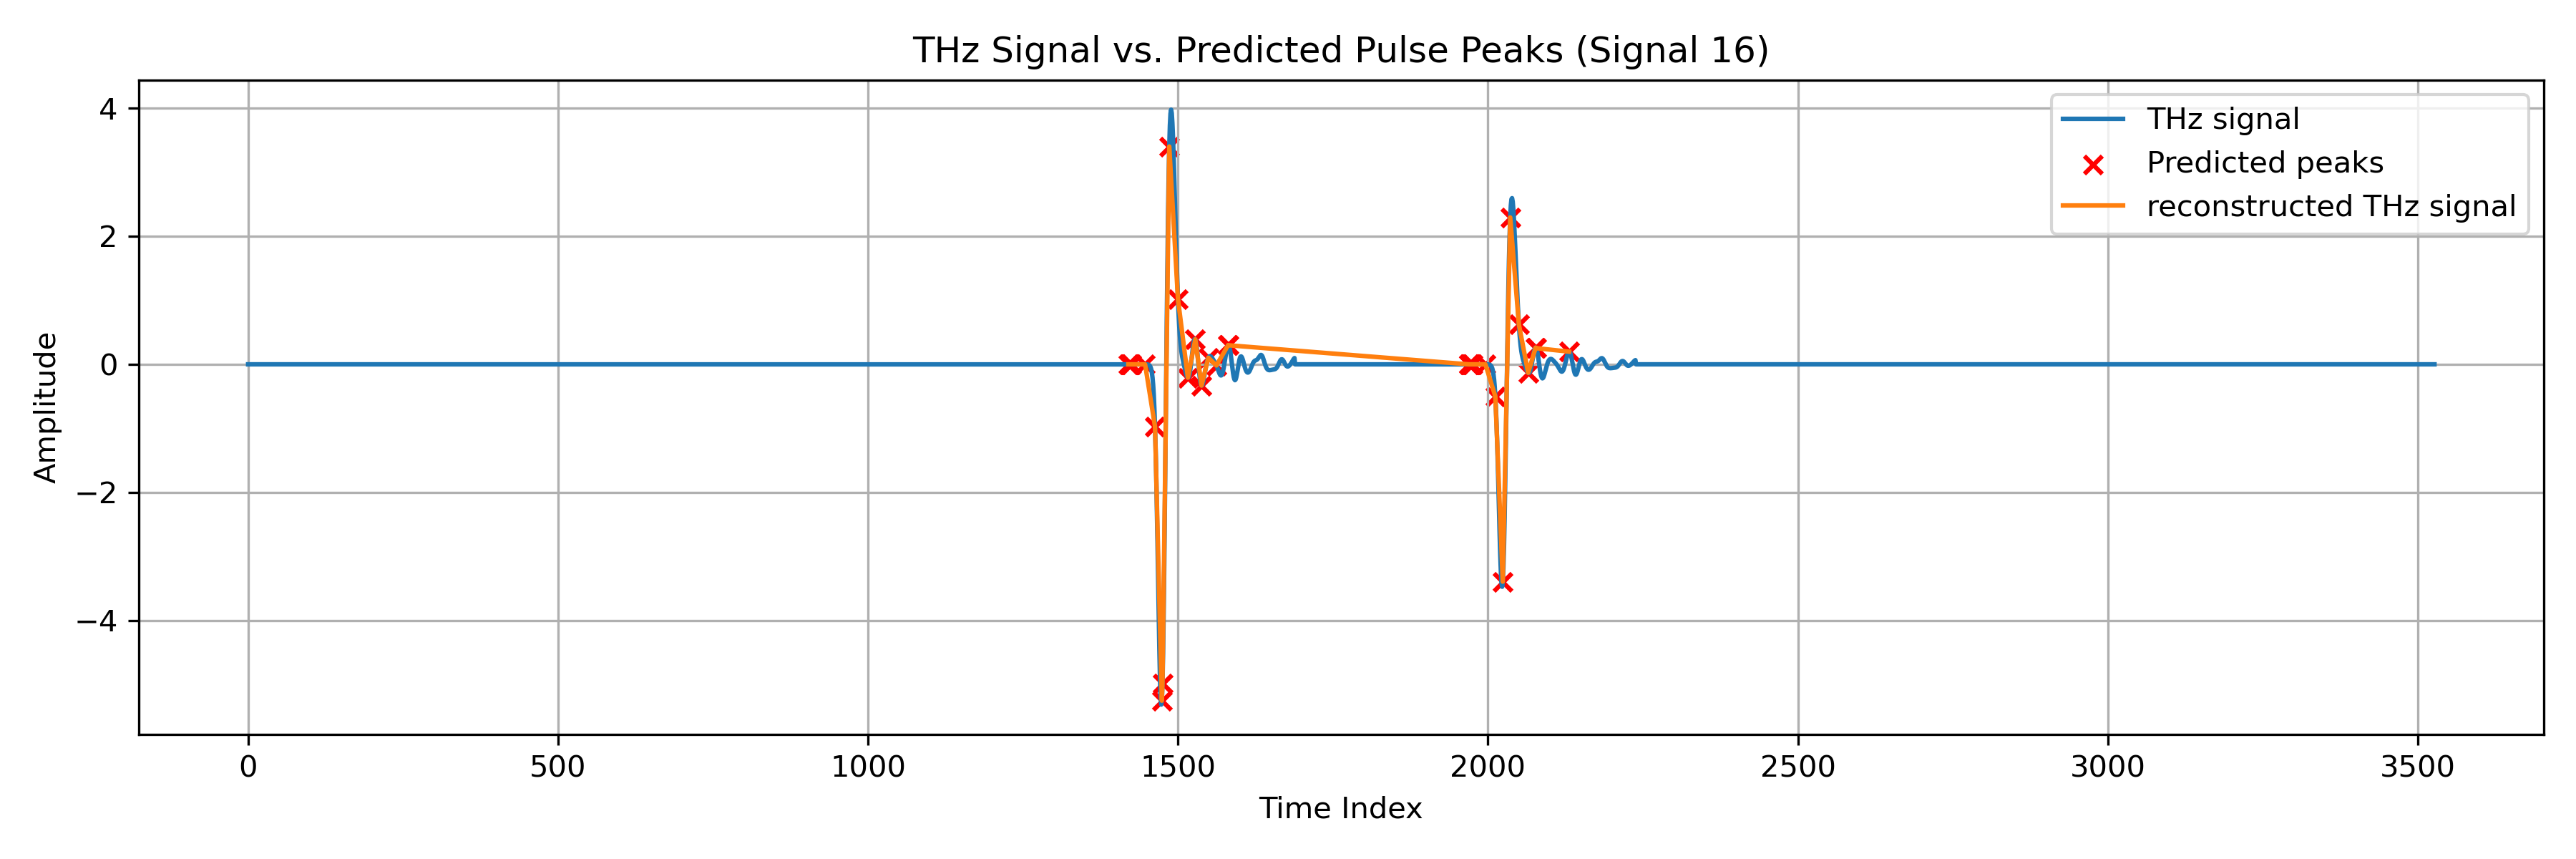 THz Signal vs. Predicted Pulse Peaks (Signal 16)
THz signal
Predicted peaks
reconstructed THz signal
Amplitude
4
2
0
−2
−4
0 500 1000 1500 2000 2500 3000 3500
Time Index